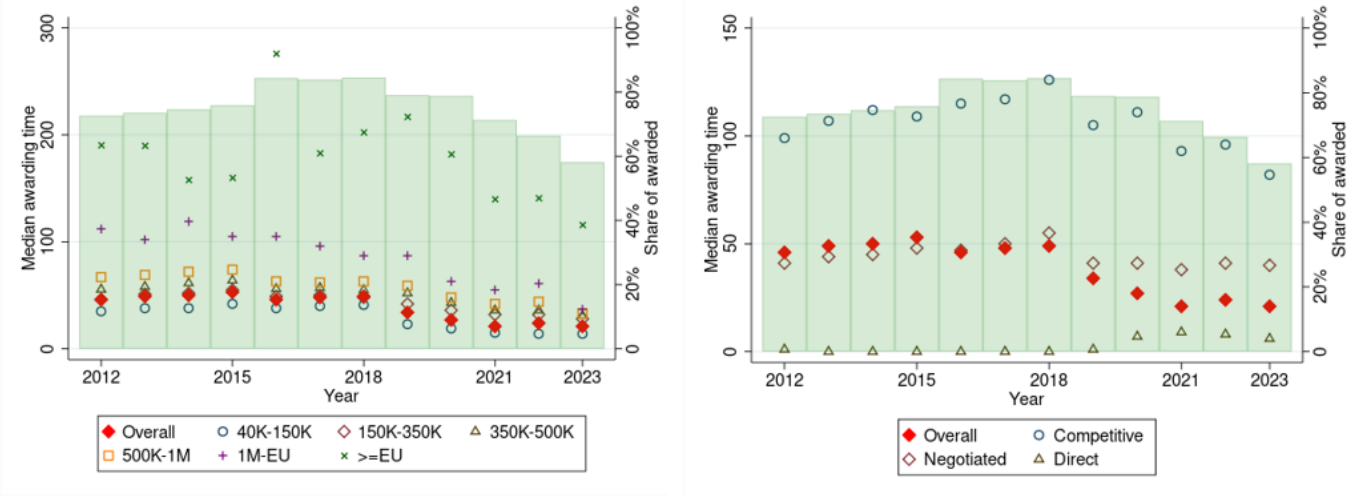 Median awarding time
300
200
100
0
100%
80%
60%
40%
20%
0
Share of awarded
2012
2015
2018
2021
2023
Year
Overall
40K-150K
150K-350K
350K-500K
500K-1M
1M-EU
>=EU
Median awarding time
150
100
50
0
100%
80%
60%
40%
20%
0
Share of awarded
2012
2015
2018
2021
2023
Year
Overall
Competitive
Negotiated
Direct